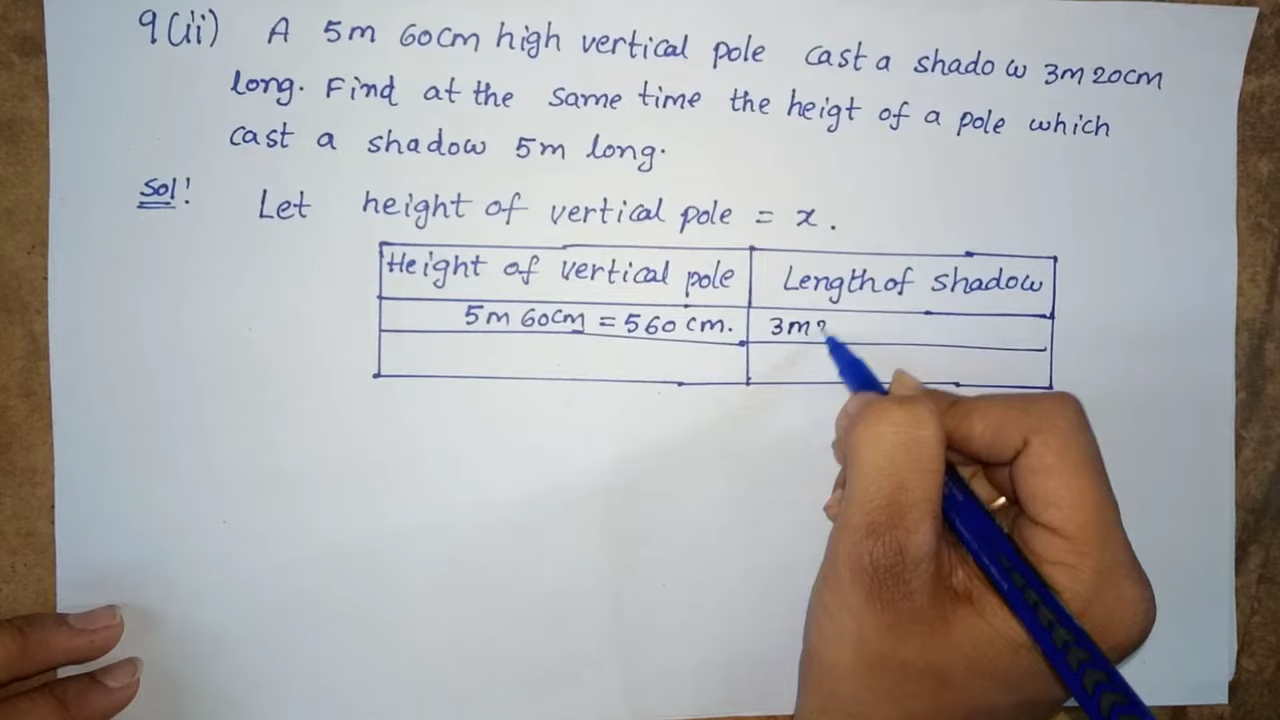 9(ii) A 5m 60cm high vertical pole cast a shadow 3m 20cm
long. Find at the same time the heigt of a pole which
cast a shadow 5m long.
Sol! Let height of vertical pole = x.
Height of vertical pole Length of shadow
5m 60cm = 560 cm. 3m